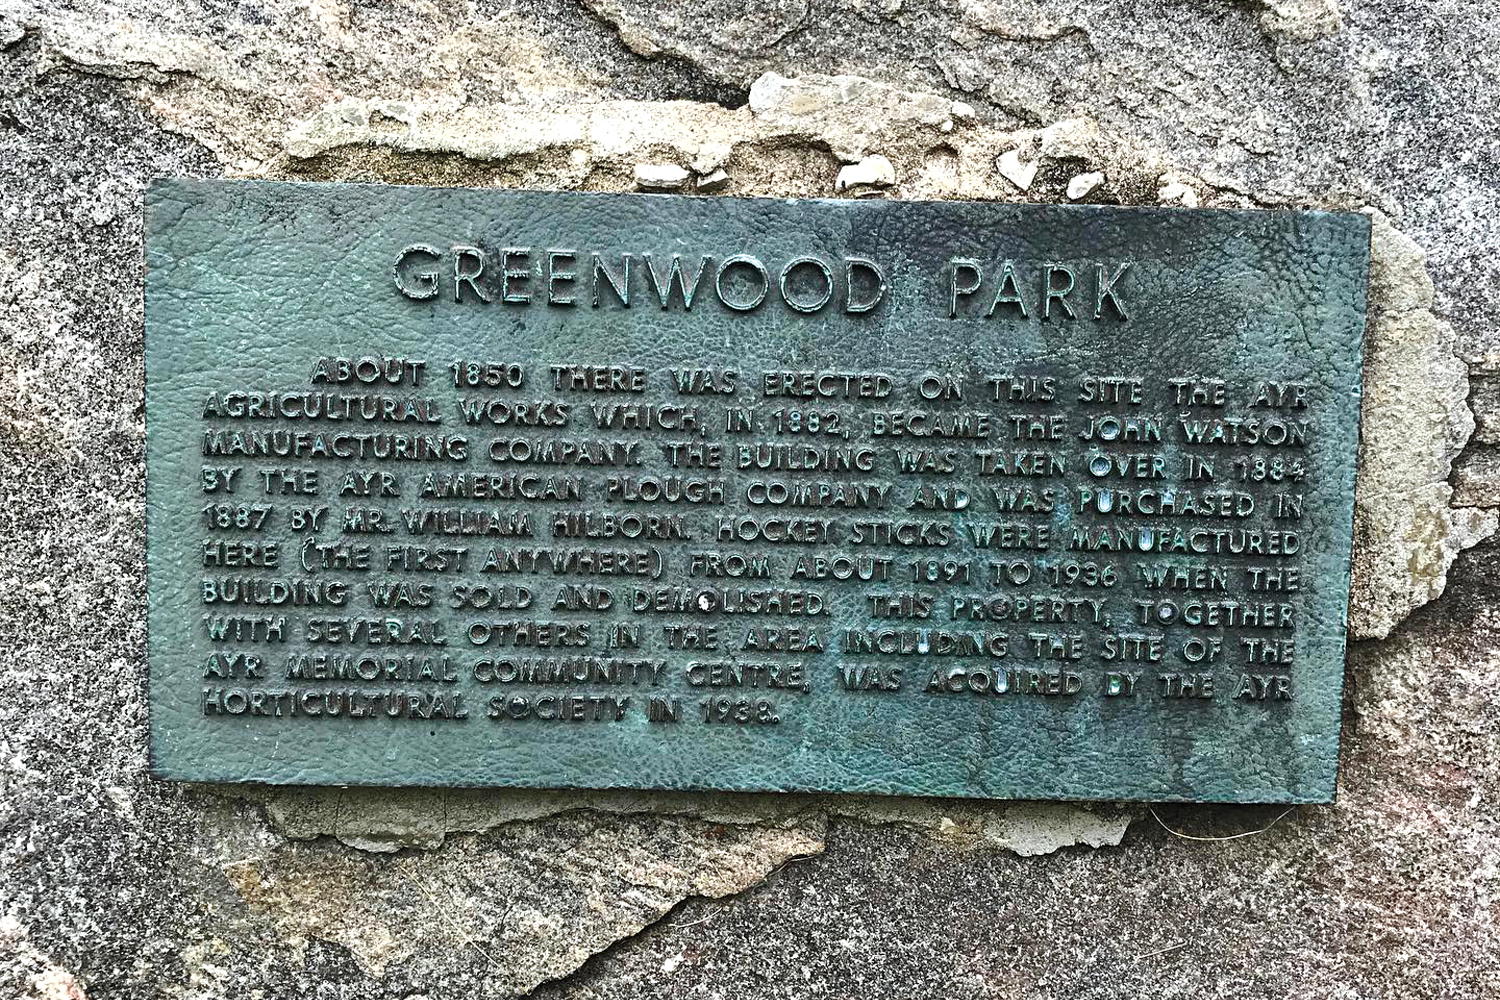 GREENWOOD PARK
ABOUT 1850 THERE WAS ERECTED ON THIS SITE THE AYR
AGRICULTURAL WORKS WHICH, IN 1882, BECAME THE JOHN WATSON
MANUFACTURING COMPANY. THE BUILDING WAS TAKEN OVER IN 1884
BY THE AYR AMERICAN PLOUGH COMPANY AND WAS PURCHASED IN
1887 BY MR. WILLIAM HILBORN. HOCKEY STICKS WERE MANUFACTURED
HERE (THE FIRST ANYWHERE) FROM ABOUT 1891 TO 1936 WHEN THE
BUILDING WAS SOLD AND DEMOLISHED. THIS PROPERTY, TOGETHER
WITH SEVERAL OTHERS IN THE AREA INCLUDING THE SITE OF THE
AYR MEMORIAL COMMUNITY CENTRE, WAS ACQUIRED BY THE AYR
HORTICULTURAL SOCIETY IN 1938.